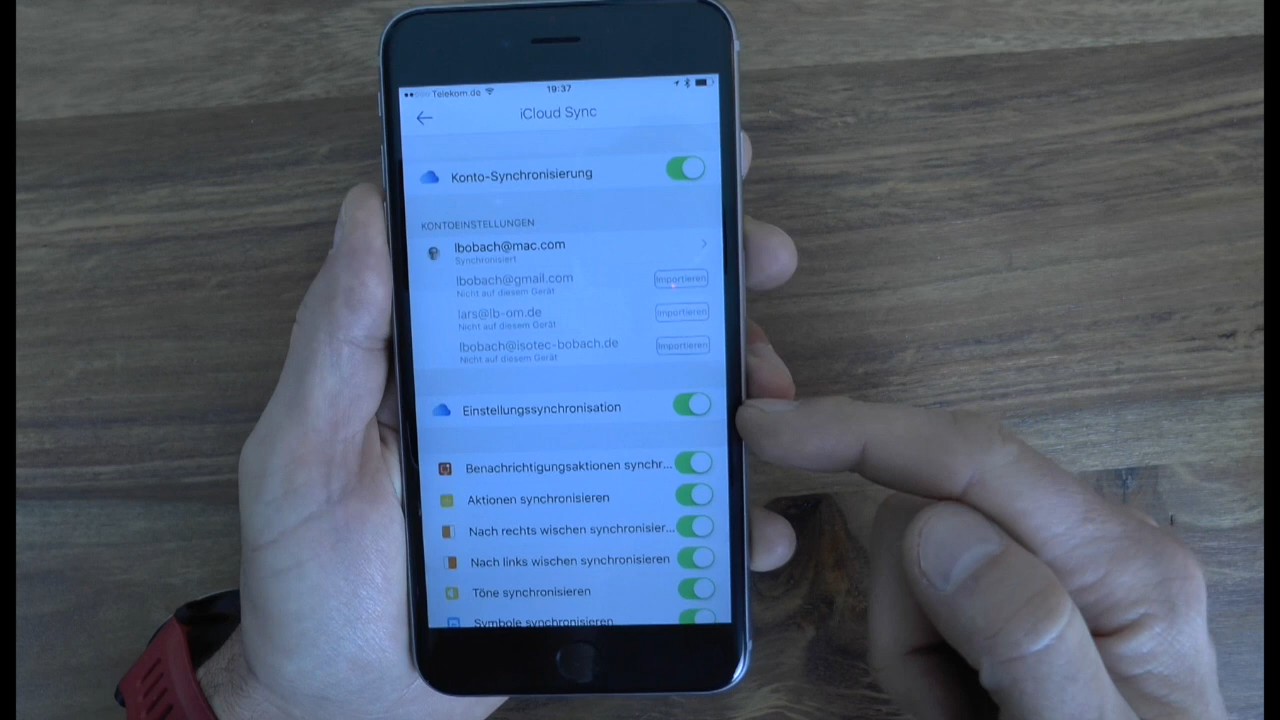 Telekom.de 19:37
iCloud Sync
Konto-Synchronisierung
KONTOEINSTELLUNGEN
lbobach@mac.com
Synchronisiert
lbobach@gmail.com Importieren
Nicht auf diesem Gerät
lars@lb-om.de Importieren
Nicht auf diesem Gerät
lbobach@isotec-bobach.de Importieren
Nicht auf diesem Gerät
Einstellungssynchronisation
Benachrichtigungsaktionen synchr...
Aktionen synchronisieren
Nach rechts wischen synchronisier...
Nach links wischen synchronisieren
Töne synchronisieren
Symbole synchronisieren